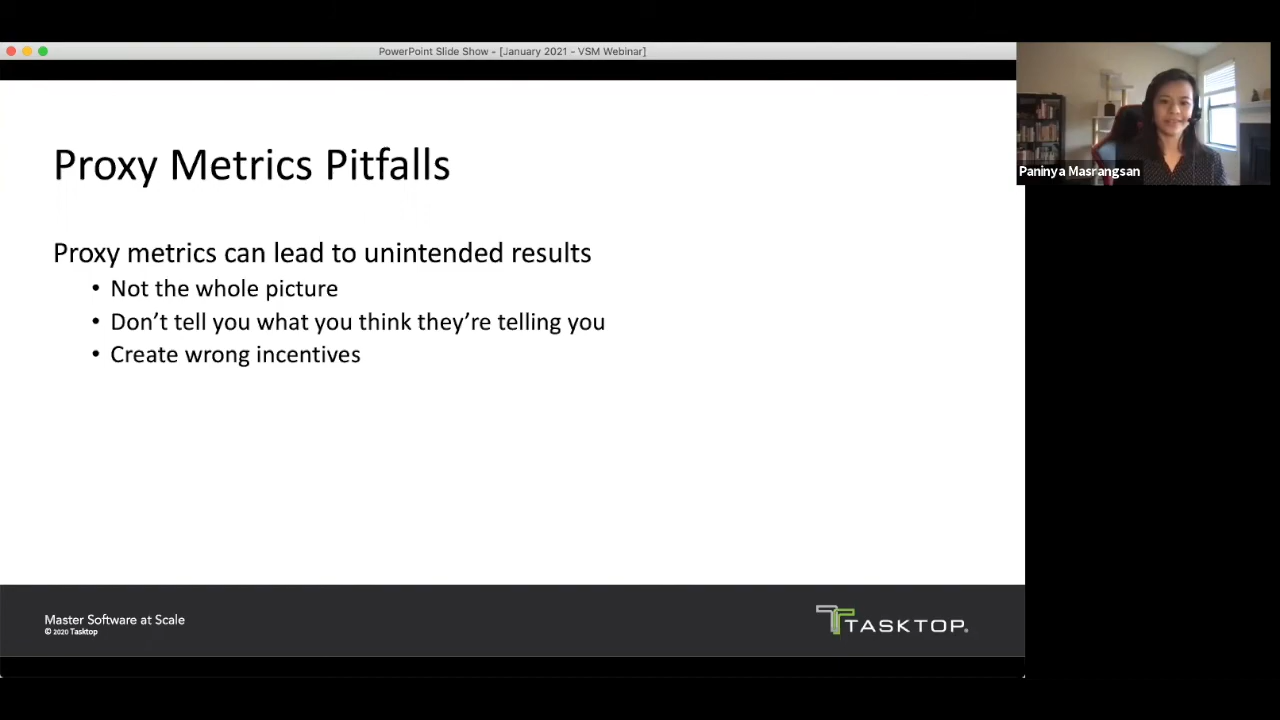 PowerPoint Slide Show - [January 2021 - VSM Webinar]
Proxy Metrics Pitfalls
Proxy metrics can lead to unintended results
• Not the whole picture
• Don’t tell you what you think they’re telling you
• Create wrong incentives
Paninya Masrangsan
Master Software at Scale
© 2020 Tasktop
TASKTOP®